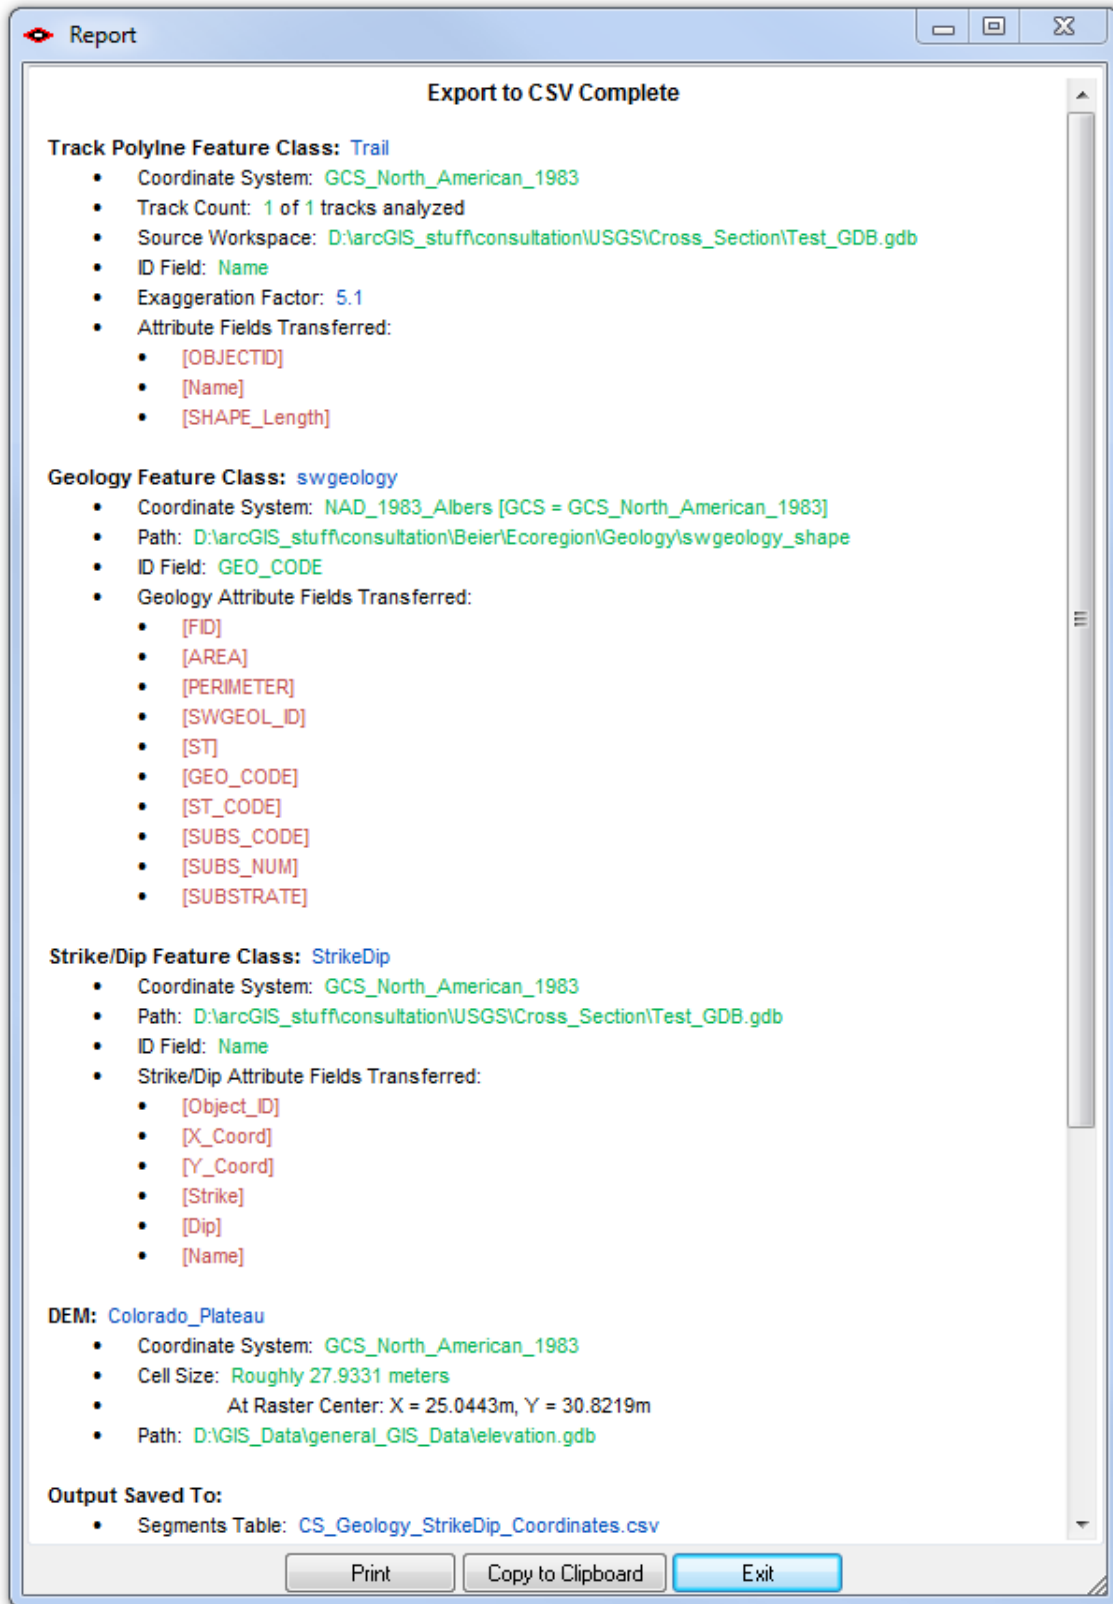 Report
Export to CSV Complete
Track Polylne Feature Class: Trail
• Coordinate System: GCS_North_American_1983
• Track Count: 1 of 1 tracks analyzed
• Source Workspace: D:\arcGIS_stuff\consultation\USGS\Cross_Section\Test_GDB.gdb
• ID Field: Name
• Exaggeration Factor: 5.1
• Attribute Fields Transferred:
• [OBJECTID]
• [Name]
• [SHAPE_Length]
Geology Feature Class: swgeology
• Coordinate System: NAD_1983_Albers [GCS = GCS_North_American_1983]
• Path: D:\arcGIS_stuff\consultation\Beier\Ecoregion\Geology\swgeology_shape
• ID Field: GEO_CODE
• Geology Attribute Fields Transferred:
• [FID]
• [AREA]
• [PERIMETER]
• [SWGEOL_ID]
• [ST]
• [GEO_CODE]
• [ST_CODE]
• [SUBS_CODE]
• [SUBS_NUM]
• [SUBSTRATE]
Strike/Dip Feature Class: StrikeDip
• Coordinate System: GCS_North_American_1983
• Path: D:\arcGIS_stuff\consultation\USGS\Cross_Section\Test_GDB.gdb
• ID Field: Name
• Strike/Dip Attribute Fields Transferred:
• [Object_ID]
• [X_Coord]
• [Y_Coord]
• [Strike]
• [Dip]
• [Name]
DEM: Colorado_Plateau
• Coordinate System: GCS_North_American_1983
• Cell Size: Roughly 27.9331 meters
• At Raster Center: X = 25.0443m, Y = 30.8219m
• Path: D:\GIS_Data\general_GIS_Data\elevation.gdb
Output Saved To:
• Segments Table: CS_Geology_StrikeDip_Coordinates.csv
Print Copy to Clipboard Exit